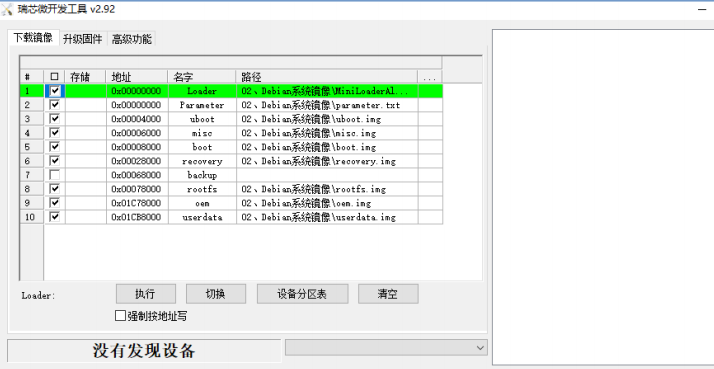 瑞芯微开发工具 v2.92
下载镜像 升级固件 高级功能
# 存储 地址 名字 路径 ...
1 0x00000000 Loader 02、Debian系统镜像\MiniLoaderAl...
2 0x00000000 Parameter 02、Debian系统镜像\parameter.txt
3 0x00004000 uboot 02、Debian系统镜像\uboot.img
4 0x00006000 misc 02、Debian系统镜像\misc.img
5 0x00008000 boot 02、Debian系统镜像\boot.img
6 0x00028000 recovery 02、Debian系统镜像\recovery.img
7 0x00068000 backup
8 0x00078000 rootfs 02、Debian系统镜像\rootfs.img
9 0x01C78000 oem 02、Debian系统镜像\oem.img
10 0x01CB8000 userdata 02、Debian系统镜像\userdata.img
Loader: 执行 切换 设备分区表 清空
强制按地址写
没有发现设备